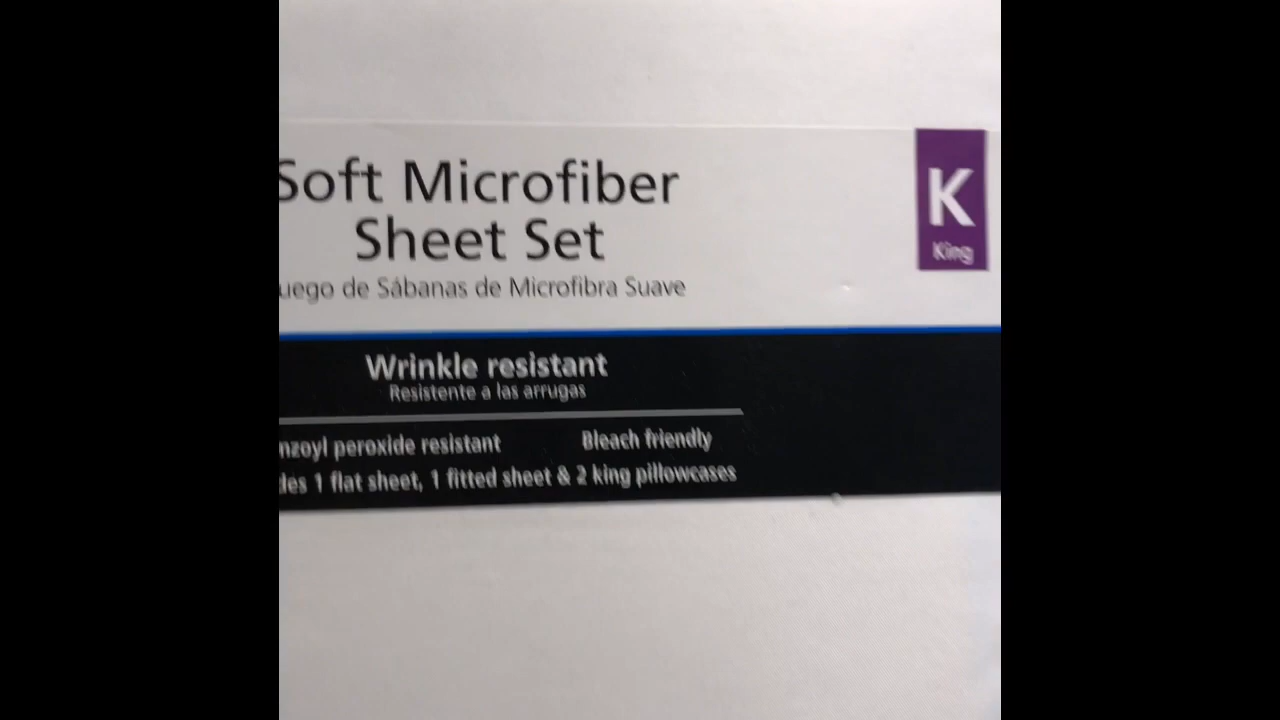 Soft Microfiber
K
Sheet Set
King
uego de Sábanas de Microfibra Suave
Wrinkle resistant
Resistente a las arrugas
nzoyl peroxide resistant Bleach friendly
des 1 flat sheet, 1 fitted sheet & 2 king pillowcases